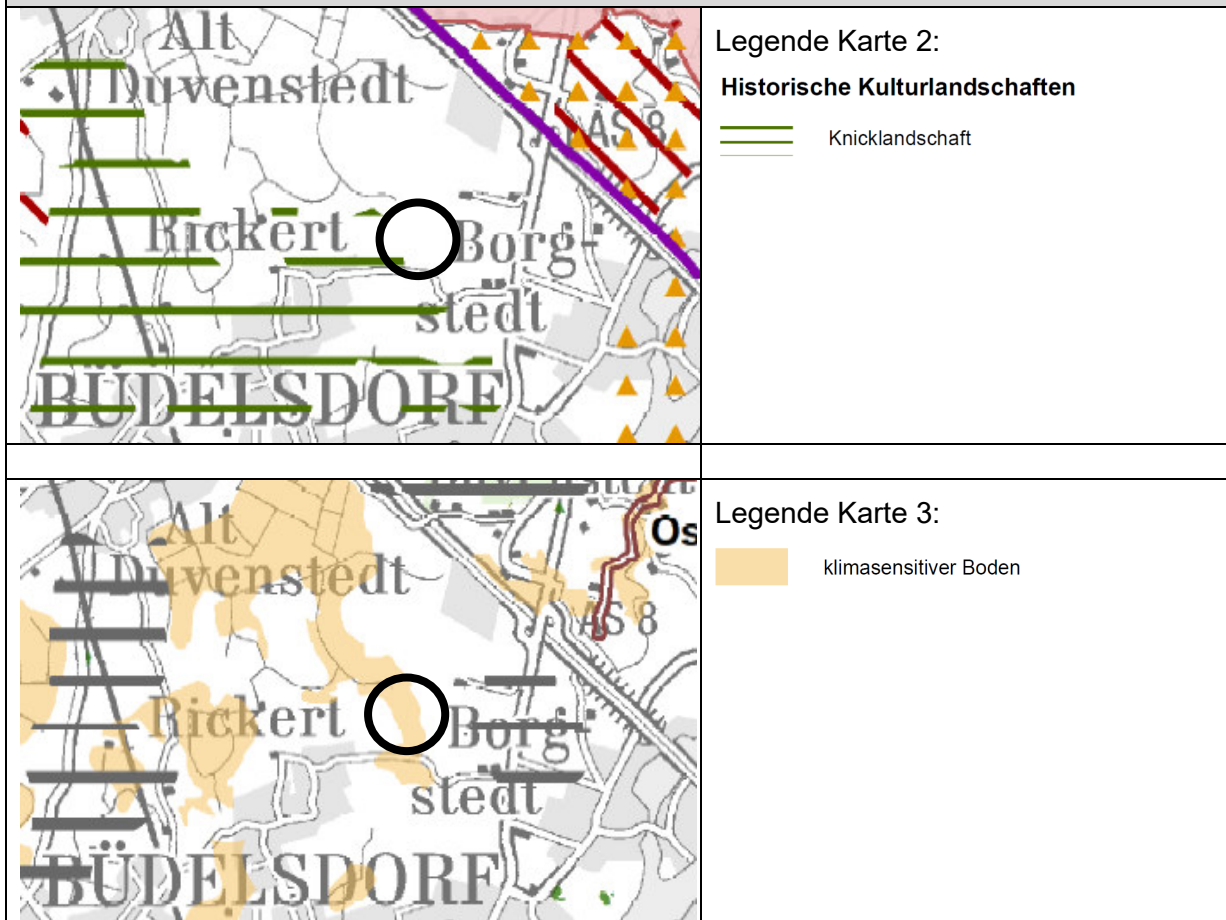 Alt
Duvenstedt
AS 8
Rickert
Borg-
stedt
BÜDELSDORF
Legende Karte 2:
Historische Kulturlandschaften
Knicklandschaft
Alt
Duvenstedt
Ös
AS 8
Rickert
Borg-
stedt
BÜDELSDORF
Legende Karte 3:
klimasensitiver Boden